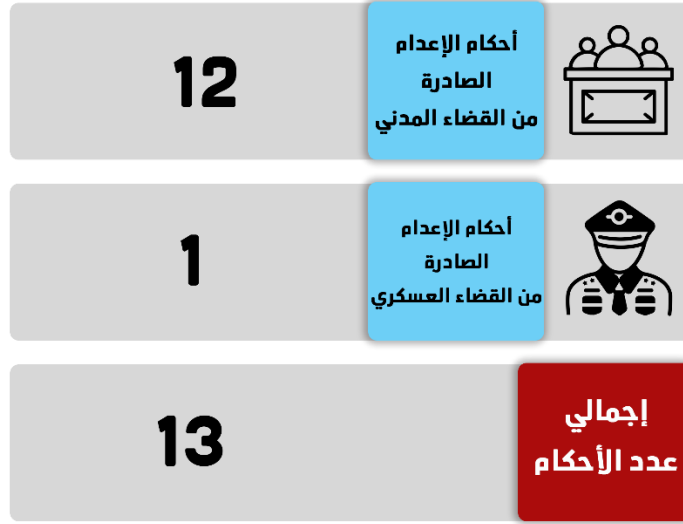 أحكام الإعدام
الصادرة
من القضاء المدني
12
أحكام الإعدام
الصادرة
من القضاء العسكري
1
إجمالي
عدد الأحكام
13